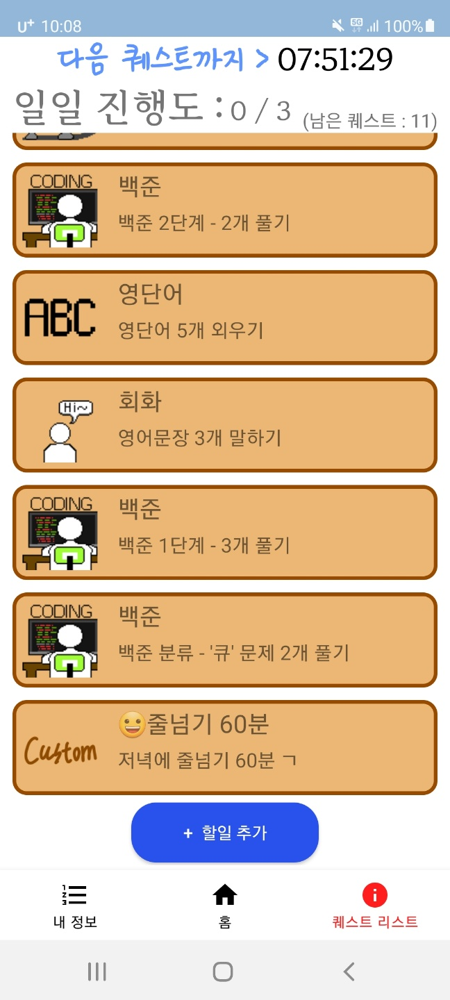 U+ 10:08
5G 100%
다음 퀘스트까지 > 07:51:29
일일 진행도 : 0 / 3 (남은 퀘스트 : 11)
CODING
백준
백준 2단계 - 2개 풀기
ABC
영단어
영단어 5개 외우기
Hi~
회화
영어문장 3개 말하기
CODING
백준
백준 1단계 - 3개 풀기
CODING
백준
백준 분류 - '큐' 문제 2개 풀기
Custom
😀줄넘기 60분
저녁에 줄넘기 60분 ㄱ
+ 할일 추가
내 정보
홈
퀘스트 리스트